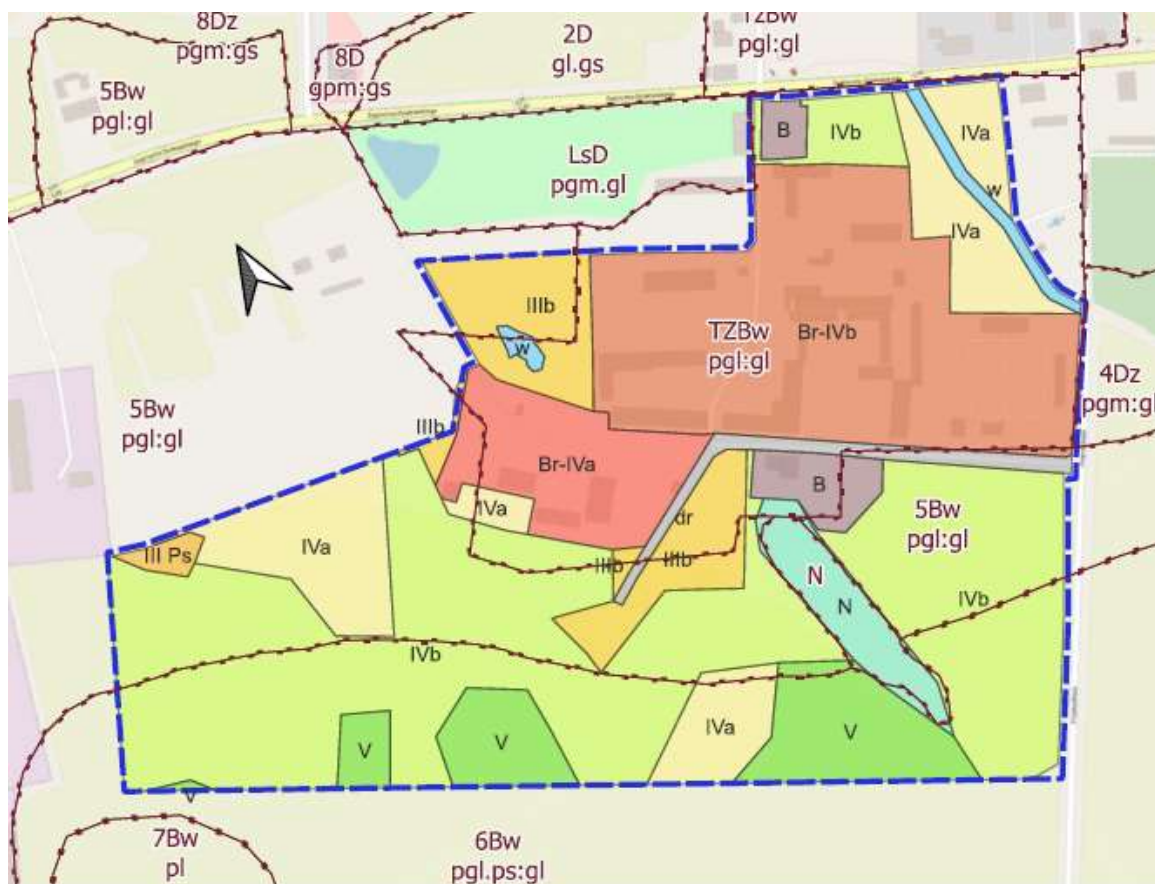 8Dz
pgm:gs
2D
gl.gs
TZBw
pgl:gl
8D
gpm:gs
5Bw
pgl:gl
B
IVb
IVa
LsD
pgm.gl
w
IVa
IIIb
w
TZBw
pgl:gl
Br-IVb
4Dz
pgm:gl
5Bw
pgl:gl
IIIb
Br-IVa
IVa
B
dr
5Bw
pgl:gl
III Ps
IVa
IIIb
IIIb
N
N
IVb
IVb
IVa
V
V
V
V
7Bw
pl
6Bw
pgl.ps:gl